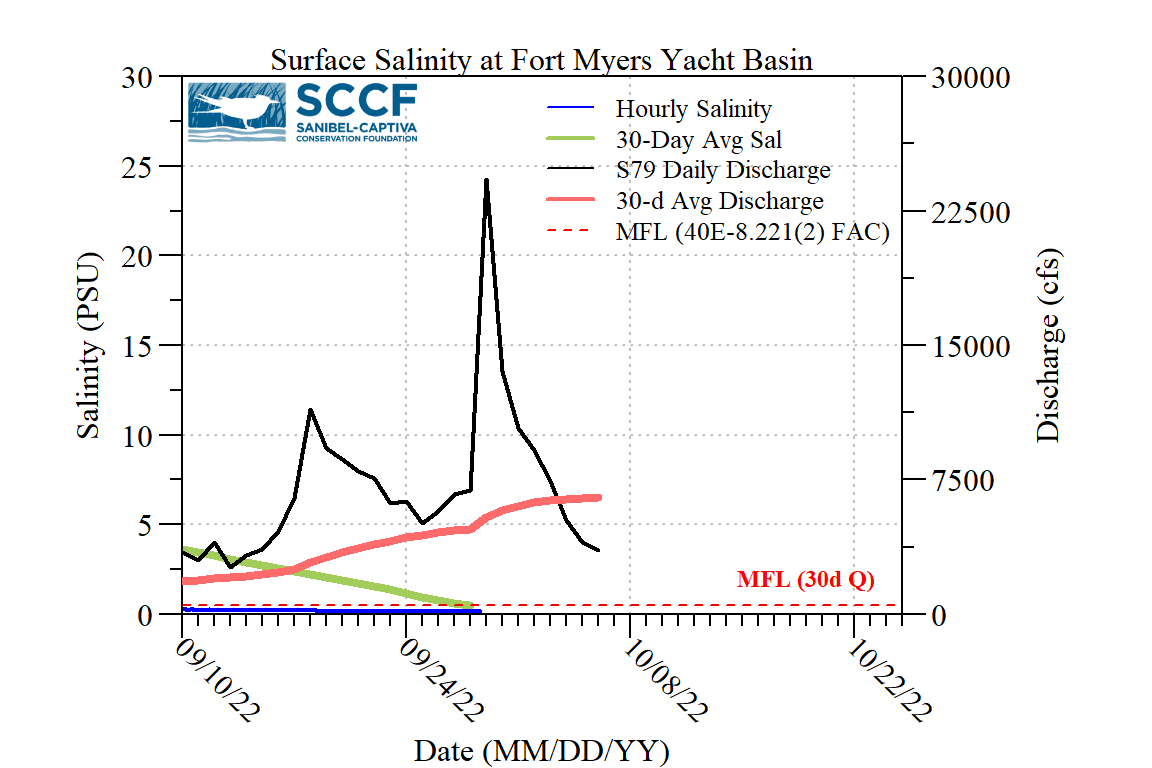 Surface Salinity at Fort Myers Yacht Basin
SCCF
SANIBEL-CAPTIVA
CONSERVATION FOUNDATION
Hourly Salinity
30-Day Avg Sal
S79 Daily Discharge
30-d Avg Discharge
MFL (40E-8.221(2) FAC)
30
25
20
15
10
5
0
Salinity (PSU)
30000
22500
15000
7500
0
Discharge (cfs)
MFL (30d Q)
09/10/22
09/24/22
10/08/22
10/22/22
Date (MM/DD/YY)